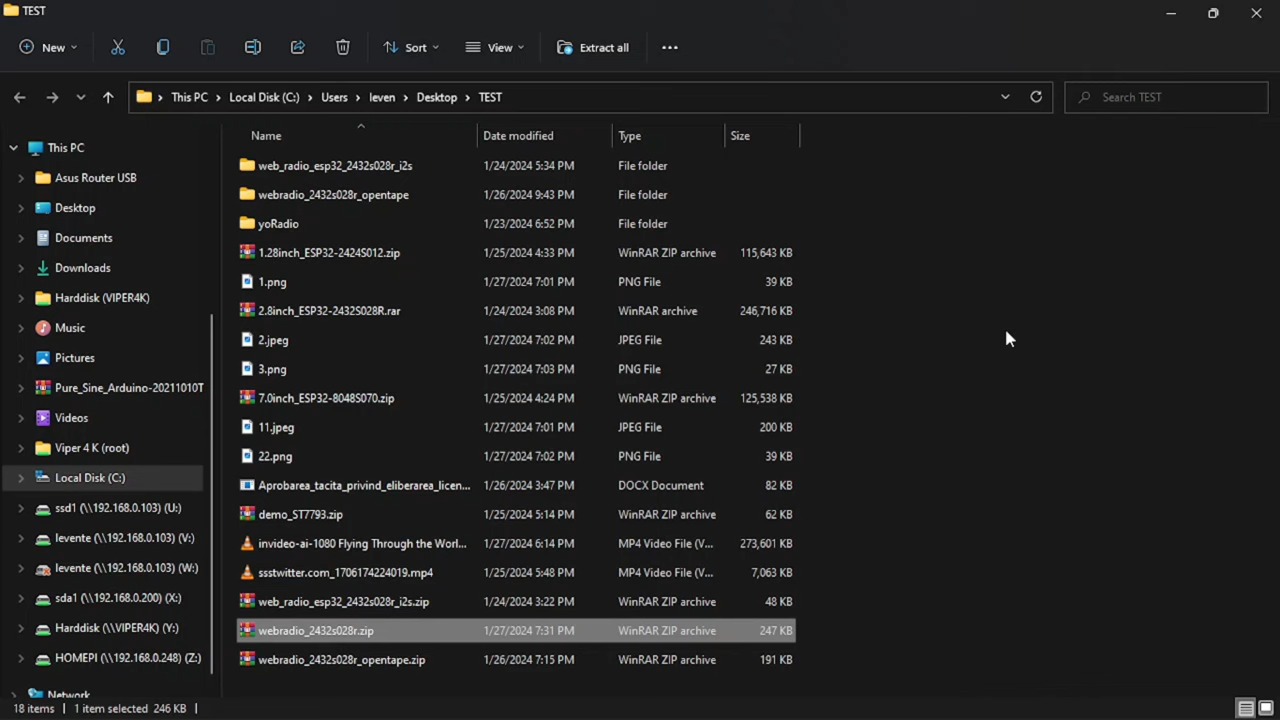 TEST
New Sort View Extract all
This PC Local Disk (C:) Users leven Desktop TEST Search TEST
Name Date modified Type Size
This PC
Asus Router USB
Desktop
Documents
Downloads
Harddisk (VIPER4K)
Music
Pictures
Pure_Sine_Arduino-20211010T
Videos
Viper 4 K (root)
Local Disk (C:)
ssd1 (\\192.168.0.103) (U:)
levente (\\192.168.0.103) (V:)
levente (\\192.168.0.103) (W:)
sda1 (\\192.168.0.200) (X:)
Harddisk (\\VIPER4K) (Y:)
HOMEPI (\\192.168.0.248) (Z:)
Network
web_radio_esp32_2432s028r_i2s 1/24/2024 5:34 PM File folder
webradio_2432s028r_opentape 1/26/2024 9:43 PM File folder
yoRadio 1/23/2024 6:52 PM File folder
1.28inch_ESP32-2424S012.zip 1/25/2024 4:33 PM WinRAR ZIP archive 115,643 KB
1.png 1/27/2024 7:01 PM PNG File 39 KB
2.8inch_ESP32-2432S028R.rar 1/24/2024 3:08 PM WinRAR archive 246,716 KB
2.jpeg 1/27/2024 7:02 PM JPEG File 243 KB
3.png 1/27/2024 7:03 PM PNG File 27 KB
7.0inch_ESP32-8048S070.zip 1/25/2024 4:24 PM WinRAR ZIP archive 125,538 KB
11.jpeg 1/27/2024 7:01 PM JPEG File 200 KB
22.png 1/27/2024 7:02 PM PNG File 39 KB
Aprobarea_tacita_privind_eliberarea_licen... 1/26/2024 3:47 PM DOCX Document 82 KB
demo_ST7793.zip 1/25/2024 5:14 PM WinRAR ZIP archive 62 KB
invideo-ai-1080 Flying Through the Worl... 1/27/2024 6:14 PM MP4 Video File (V... 273,601 KB
ssstwitter.com_1706174224019.mp4 1/25/2024 5:48 PM MP4 Video File (V... 7,063 KB
web_radio_esp32_2432s028r_i2s.zip 1/24/2024 3:22 PM WinRAR ZIP archive 48 KB
webradio_2432s028r.zip 1/27/2024 7:31 PM WinRAR ZIP archive 247 KB
webradio_2432s028r_opentape.zip 1/26/2024 7:15 PM WinRAR ZIP archive 191 KB
18 items 1 item selected 246 KB